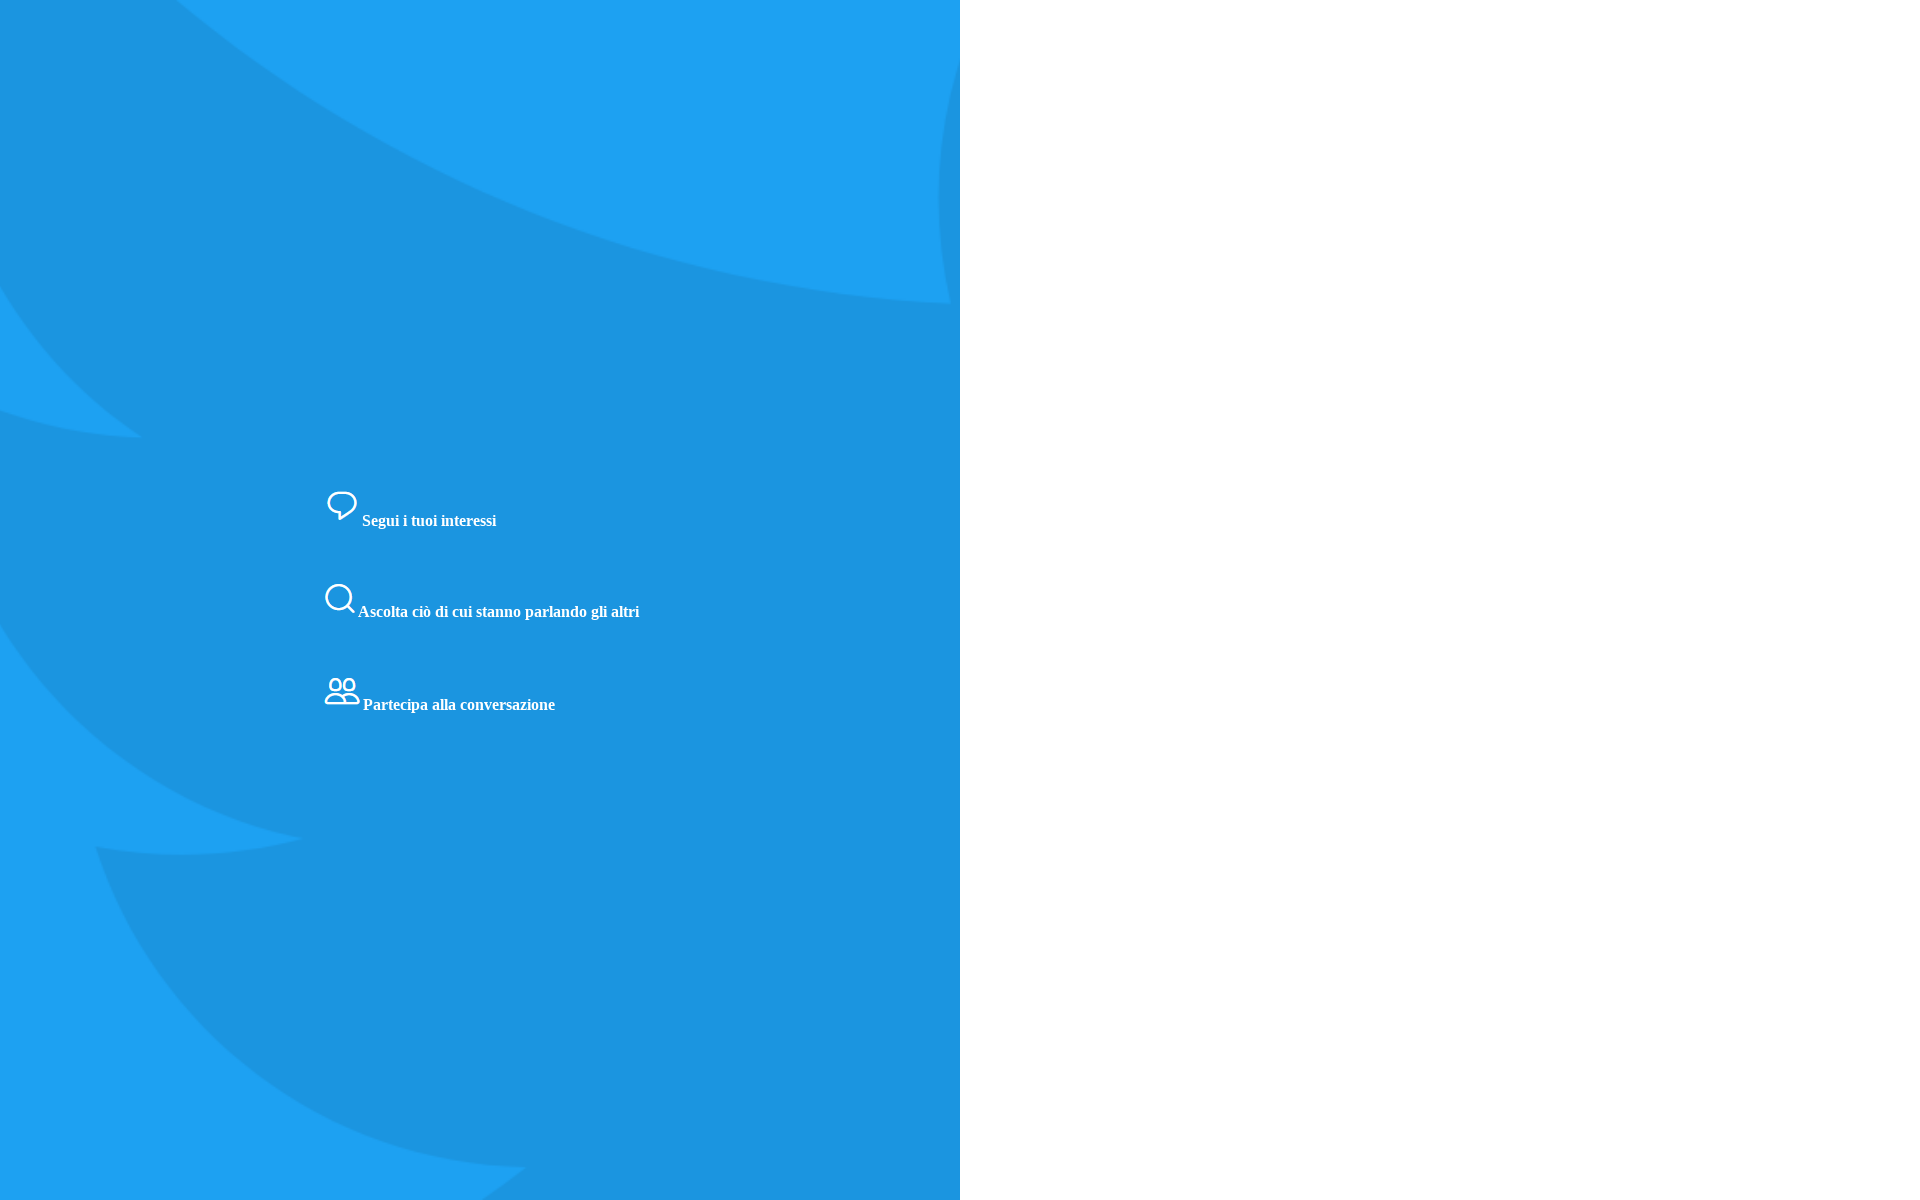 Segui i tuoi interessi
Ascolta ciò di cui stanno parlando gli altri
Partecipa alla conversazione